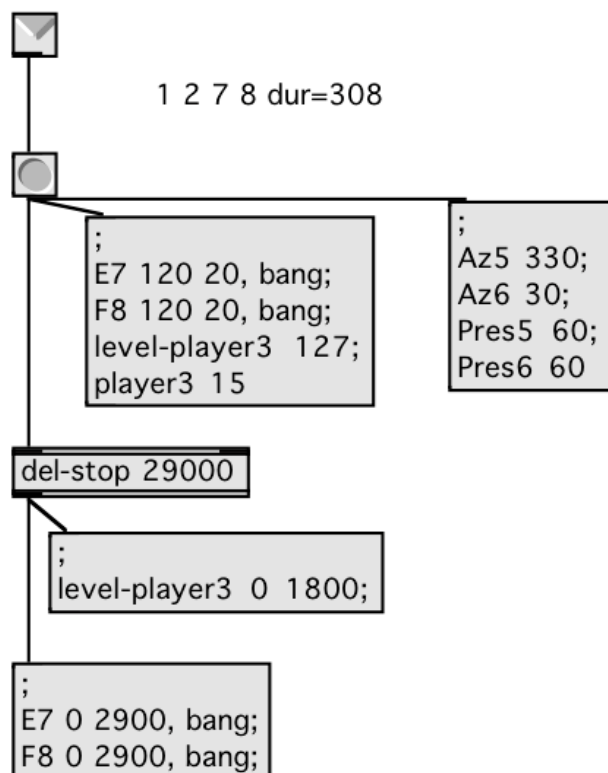 1 2 7 8 dur=308
;
E7 120 20, bang;
F8 120 20, bang;
level-player3  127;
player3 15
;
Az5 330;
Az6 30;
Pres5  60;
Pres6 60
del-stop 29000
;
level-player3  0  1800;
;
E7 0 2900, bang;
F8 0 2900, bang;